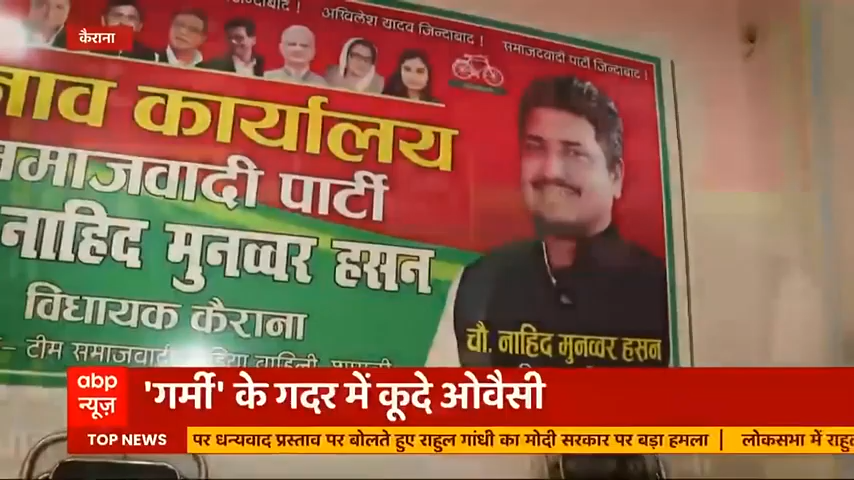 कैराना
जिन्दाबाद !
अखिलेश यादव जिन्दाबाद !
समाजवादी पार्टी जिन्दाबाद !
कार्यालय
समाजवादी पार्टी
नाहिद मुनव्वर हसन
विधायक कैराना
टीम समाजवादी
चौ. नाहिद मुनव्वर हसन
abp न्यूज़
'गर्मी' के गदर में कूदे ओवैसी
TOP NEWS
पर धन्यवाद प्रस्ताव पर बोलते हुए राहुल गांधी का मोदी सरकार पर बड़ा हमला | लोकसभा में